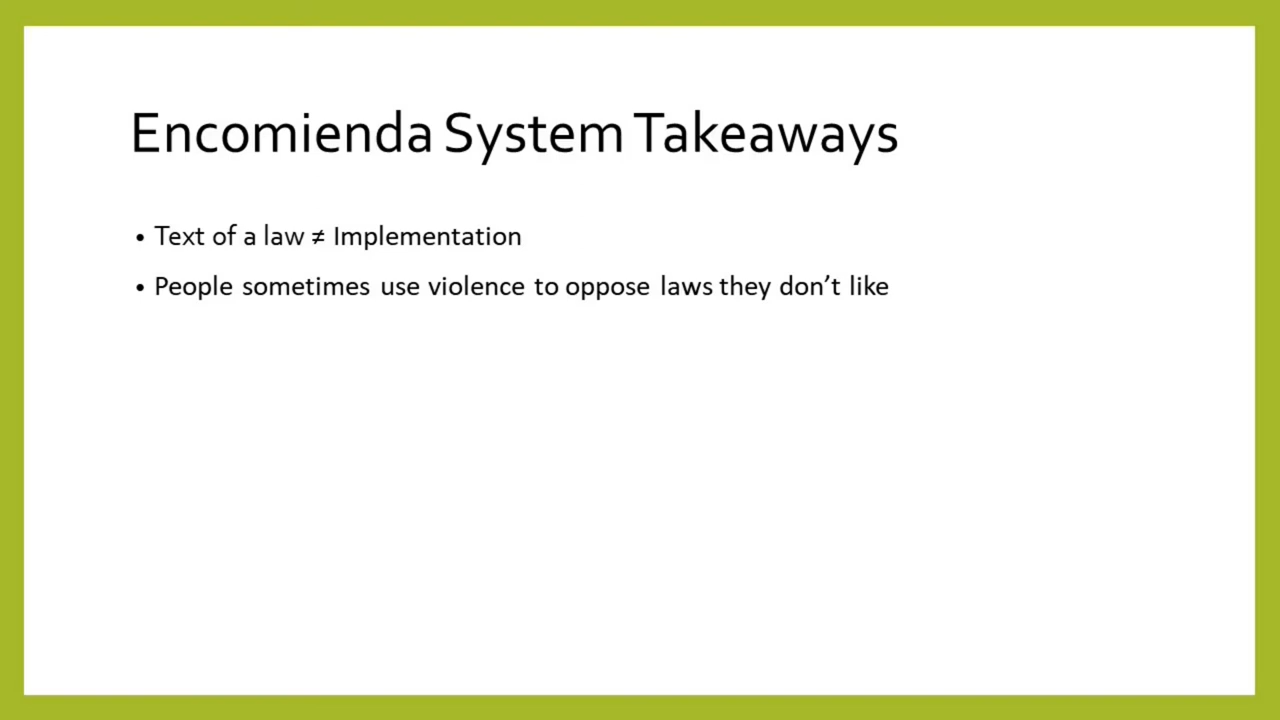 Encomienda System Takeaways
• Text of a law ≠ Implementation
• People sometimes use violence to oppose laws they don’t like